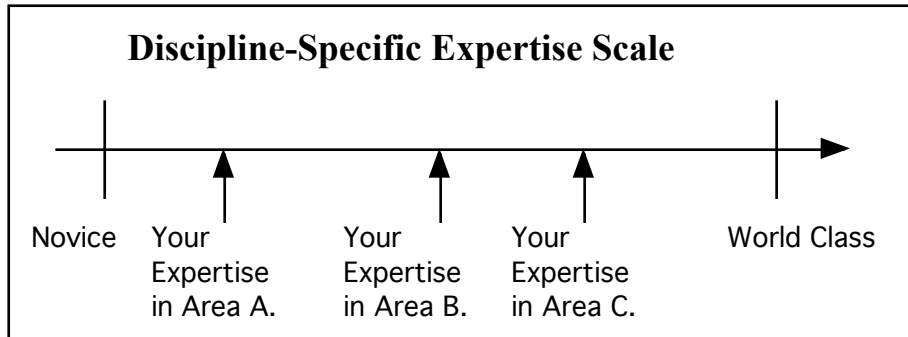 Discipline-Specific Expertise Scale
Novice
Your
Expertise
in Area A.
Your
Expertise
in Area B.
Your
Expertise
in Area C.
World Class